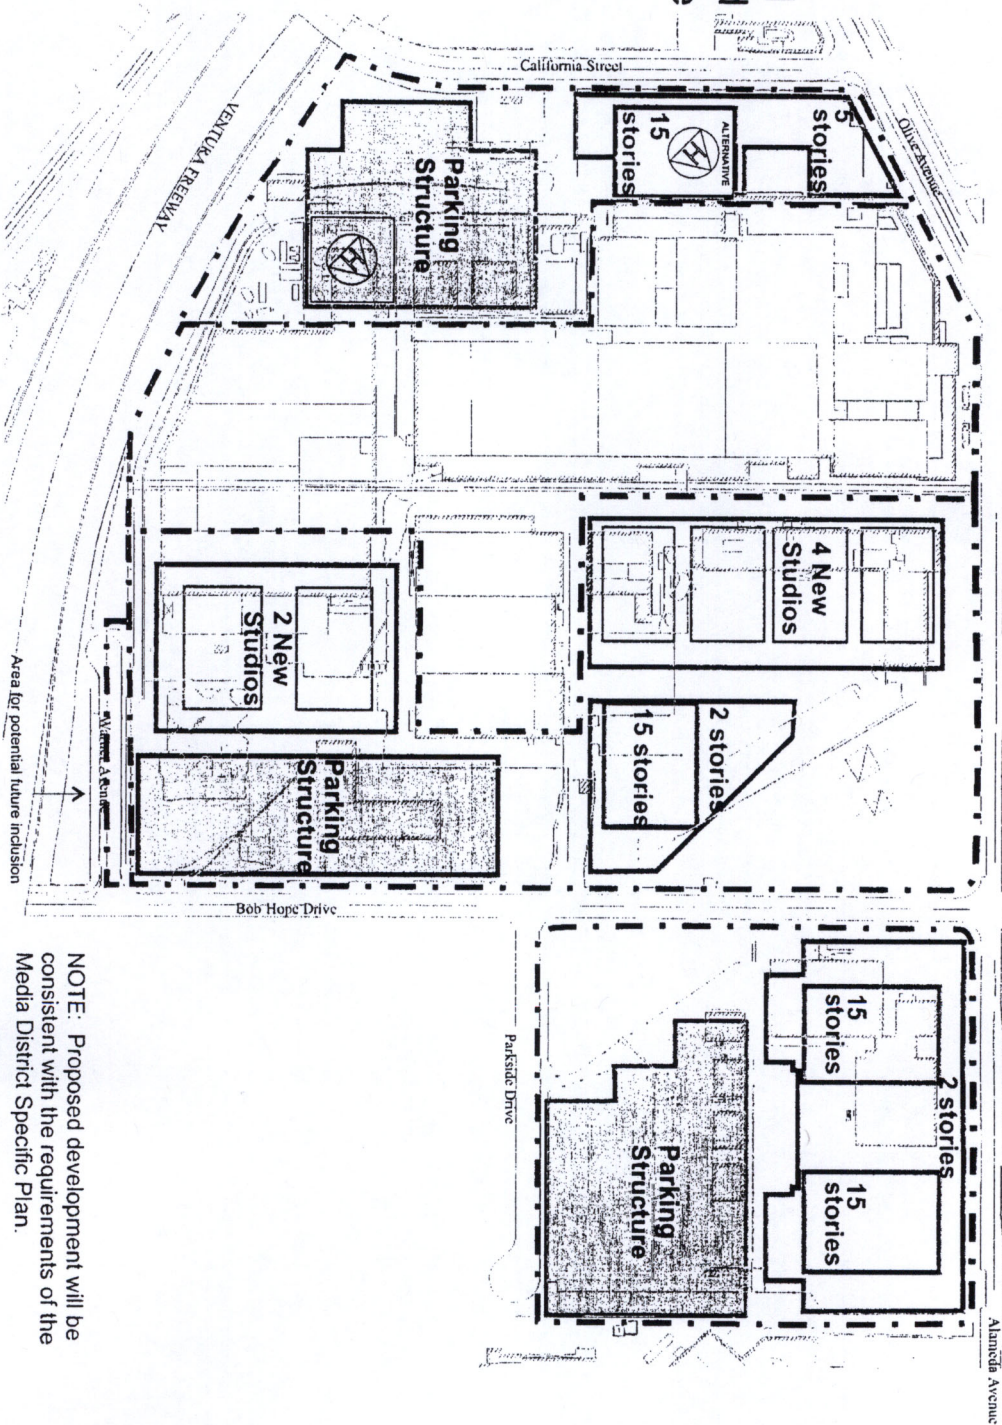 California Street
Olive Avenue
VENTURA FREEWAY
5
stories
ALTERNATIVE
H
15
stories
Parking
Structure
H
4 New
Studios
2 New
Studios
2 stories
15 stories
Parking
Structure
Warner Avenue
Area for potential future inclusion
Bob Hope Drive
Parkside Drive
15
stories
2 stories
15
stories
Parking
Structure
Alameda Avenue
NOTE: Proposed development will be
consistent with the requirements of the
Media District Specific Plan.